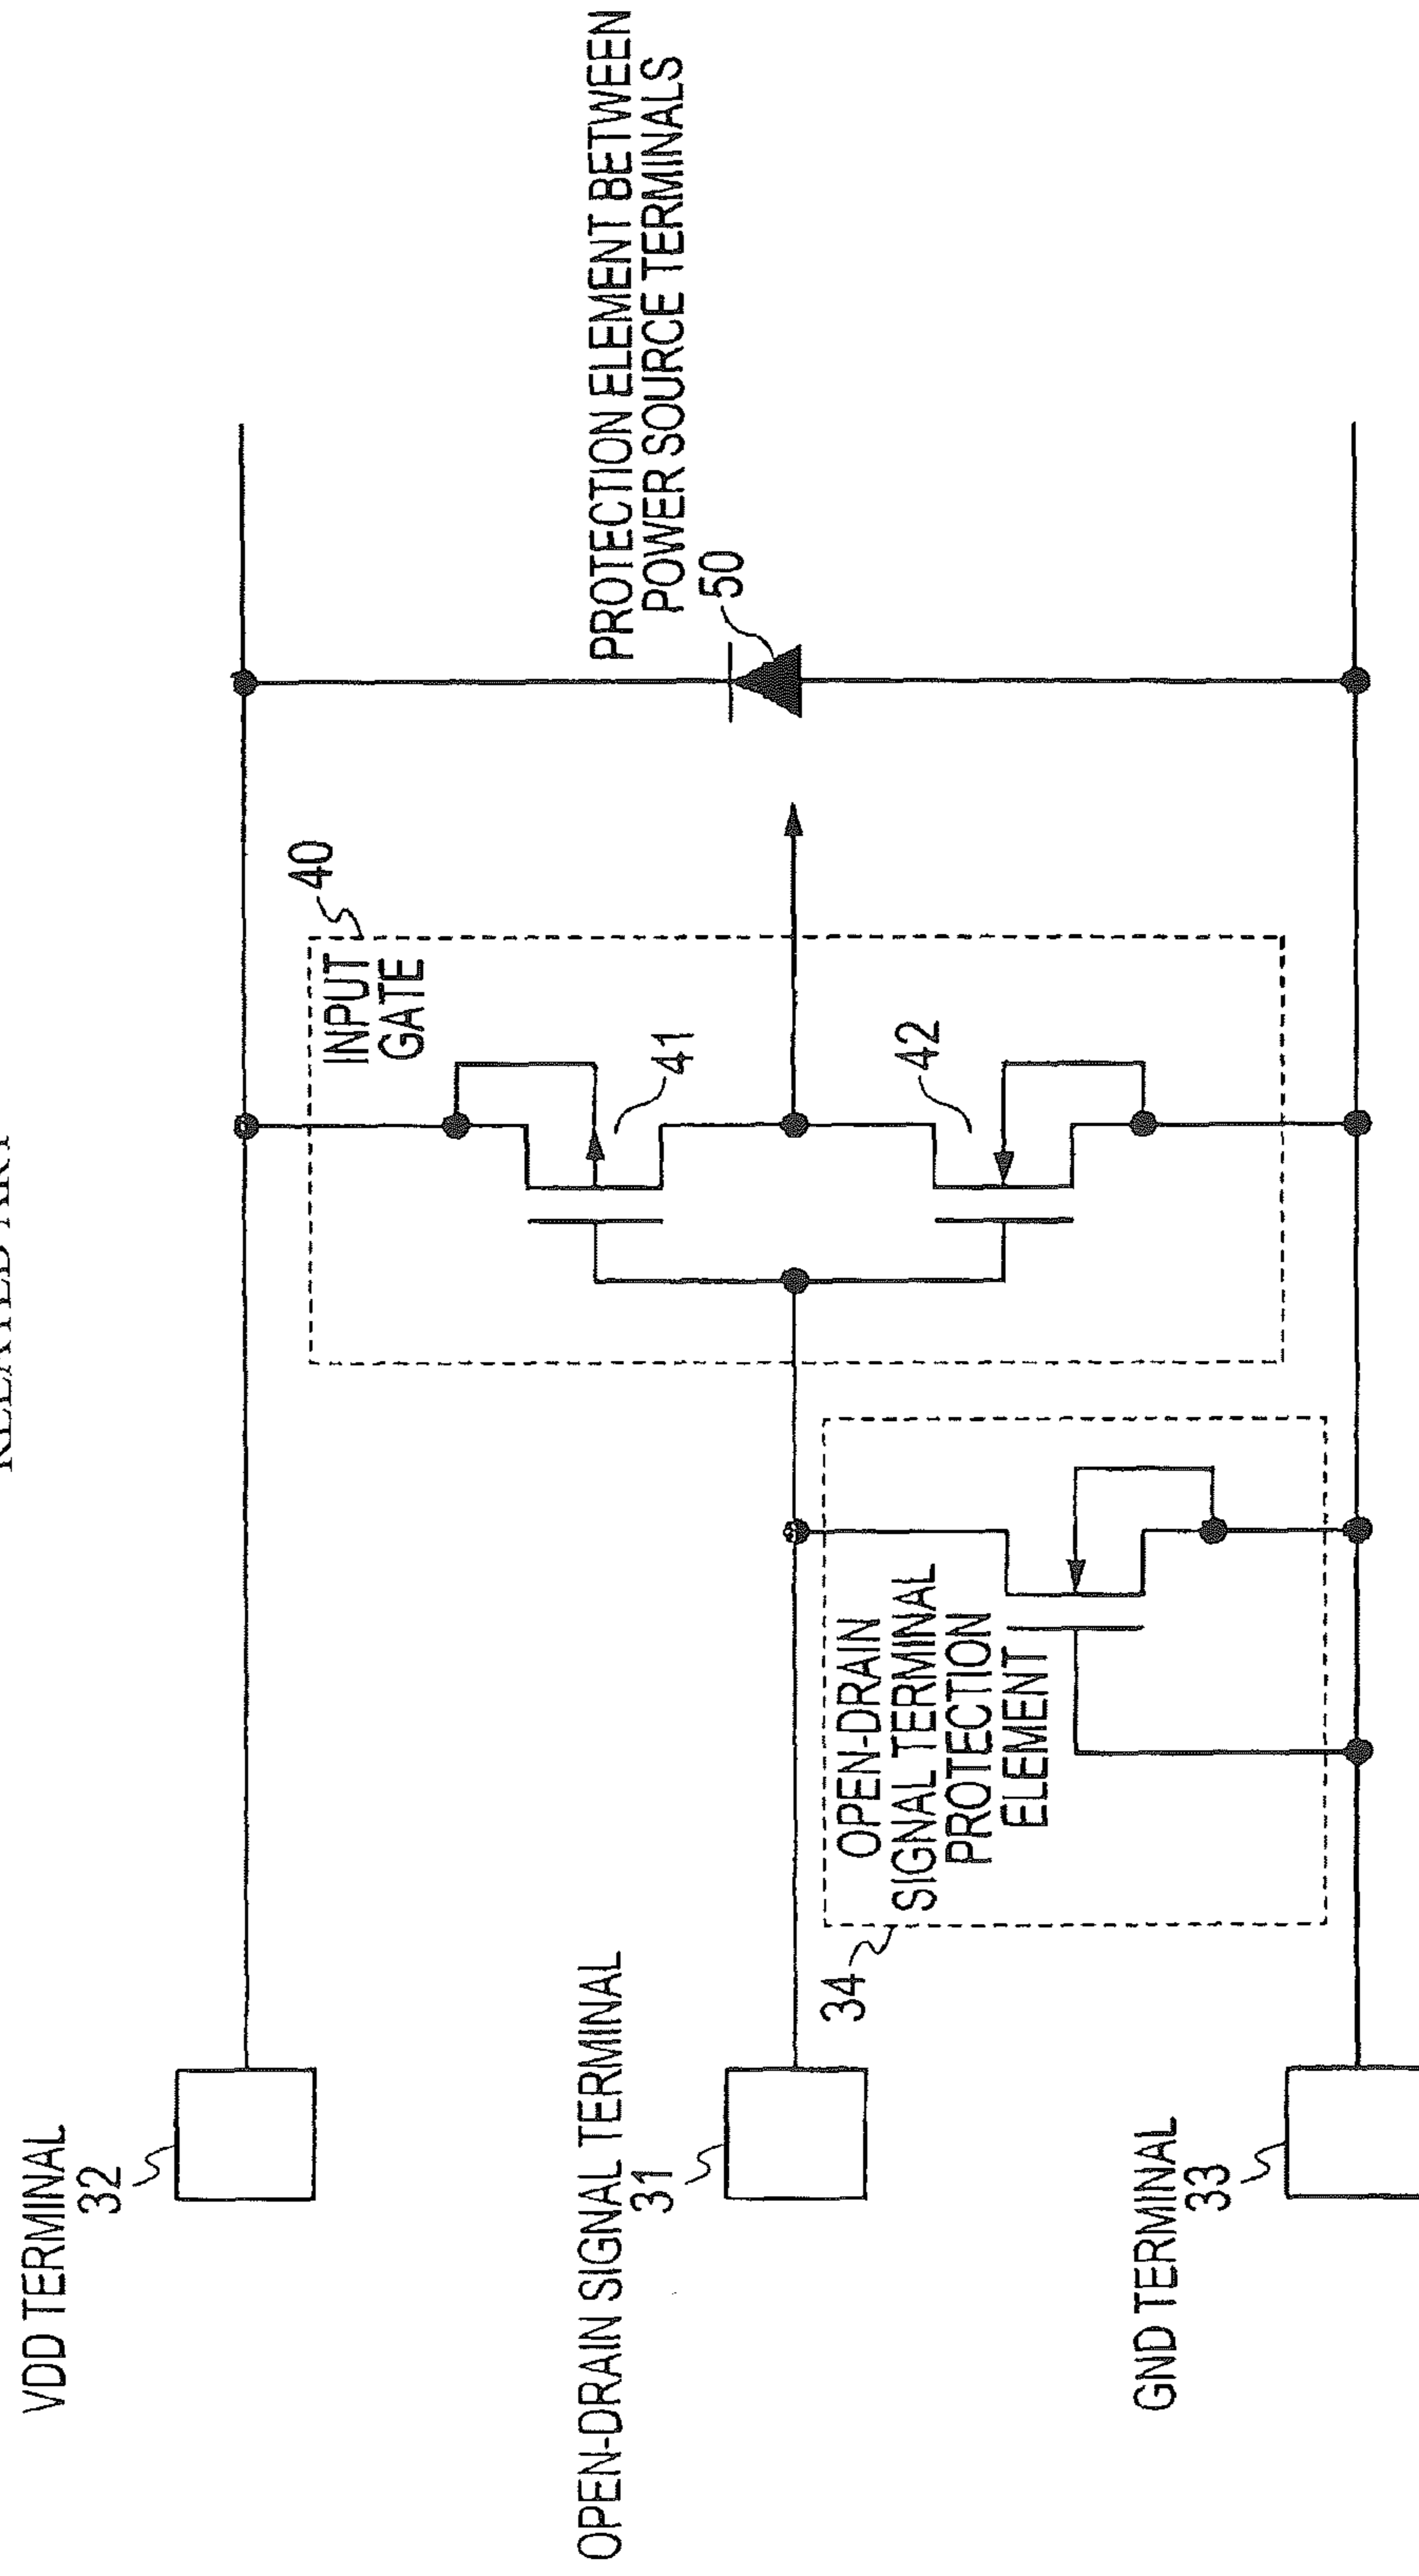 RELATED ART
VDD TERMINAL
32
OPEN-DRAIN SIGNAL TERMINAL
31
GND TERMINAL
33
34
OPEN-DRAIN
SIGNAL TERMINAL
PROTECTION
ELEMENT
INPUT
GATE
40
41
42
PROTECTION ELEMENT BETWEEN
POWER SOURCE TERMINALS
50